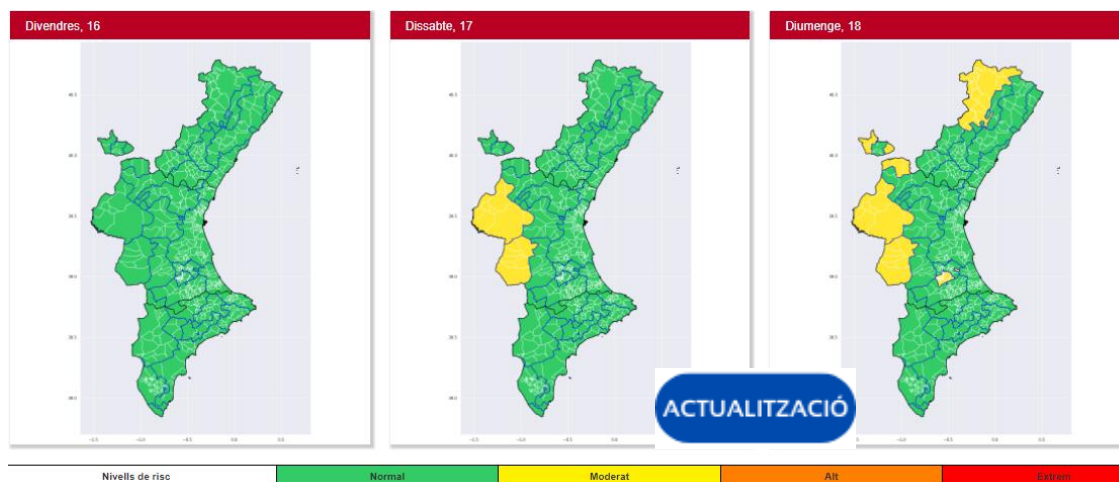 Divendres, 16
Dissabte, 17
Diumenge, 18
ACTUALITZACIÓ
Nivells de risc
Normal
Moderat
Alt
Extrem